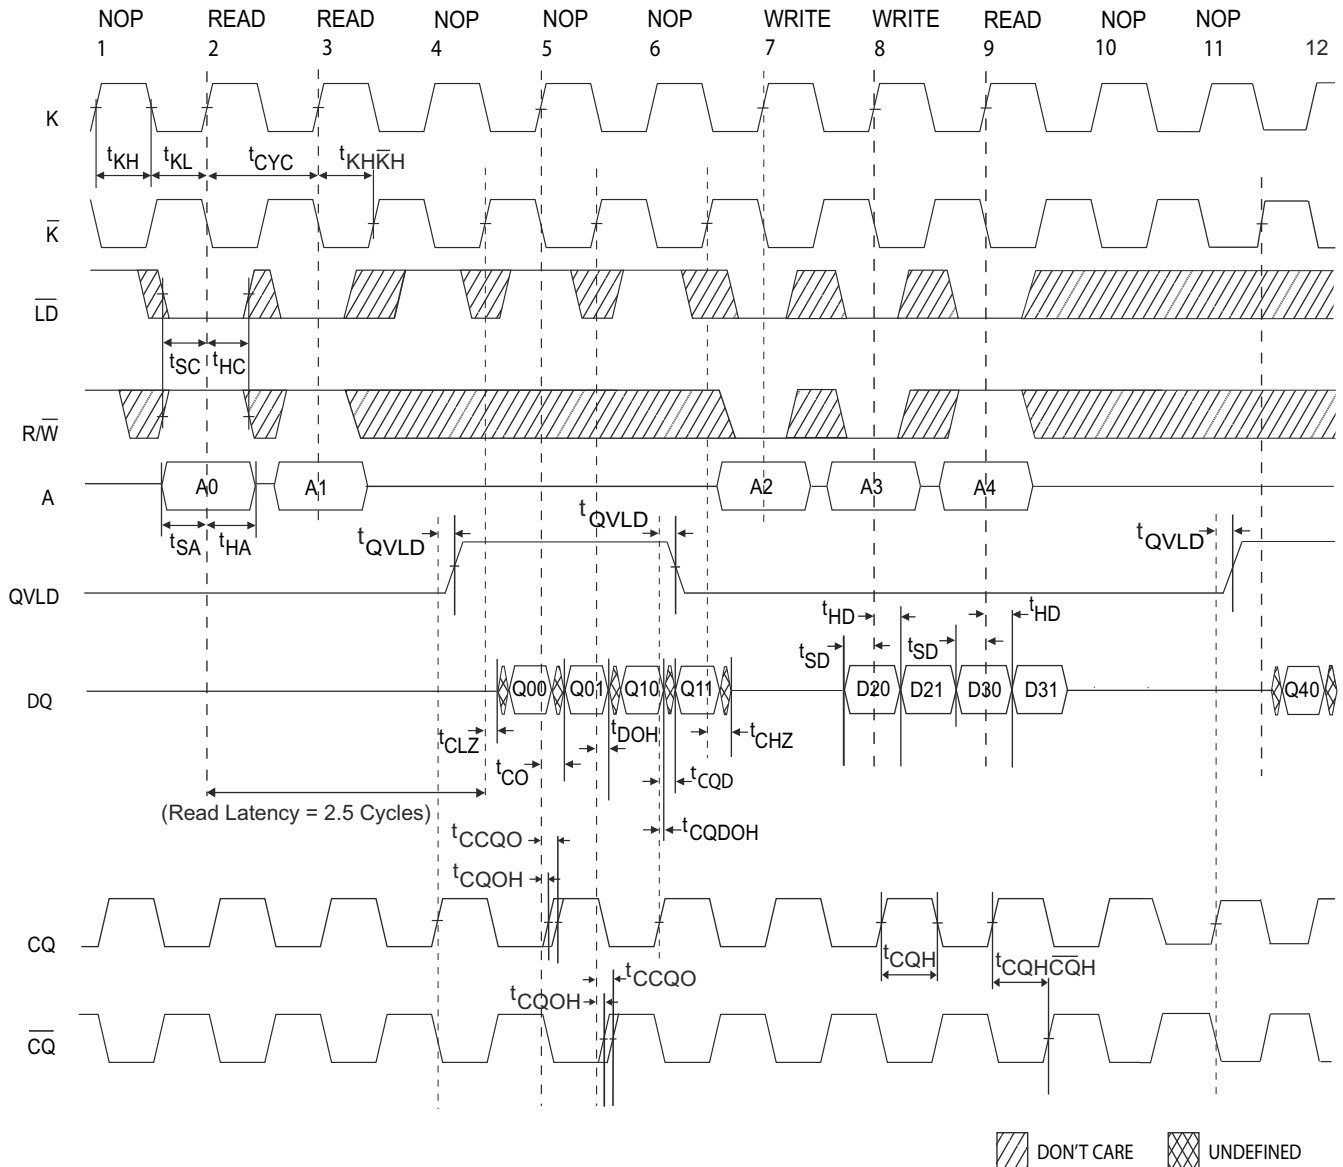 NOP READ READ NOP NOP NOP WRITE WRITE READ NOP NOP
1 2 3 4 5 6 7 8 9 10 11 12
K
tKH tKL tCYC tKHK̅H
K̅
L̅D̅
tSC tHC
R/W̅
A A0 A1 A2 A3 A4
tSA tHA tQVLD tQVLD tQVLD
QVLD
tHD tHD
tSD tSD
DQ Q00 Q01 Q10 Q11 D20 D21 D30 D31 Q40
tCLZ tDOH tCHZ
tCO tCQD
(Read Latency = 2.5 Cycles)
tCQDOH
tCCQO
tCQOH
CQ
tCQH tCQHC̅Q̅H
tCCQO
tCQOH
C̅Q̅
DON'T CARE UNDEFINED